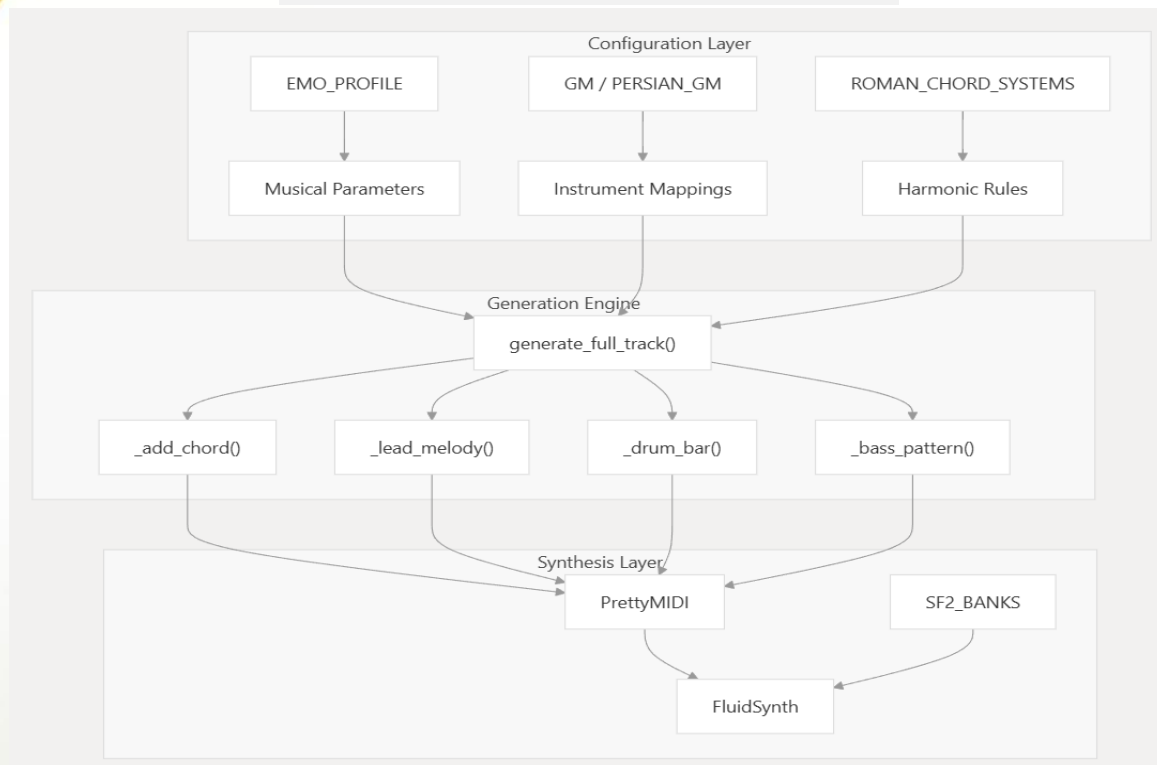 Configuration Layer
EMO_PROFILE
GM / PERSIAN_GM
ROMAN_CHORD_SYSTEMS
Musical Parameters
Instrument Mappings
Harmonic Rules
Generation Engine
generate_full_track()
_add_chord()
_lead_melody()
_drum_bar()
_bass_pattern()
Synthesis Layer
PrettyMIDI
SF2_BANKS
FluidSynth